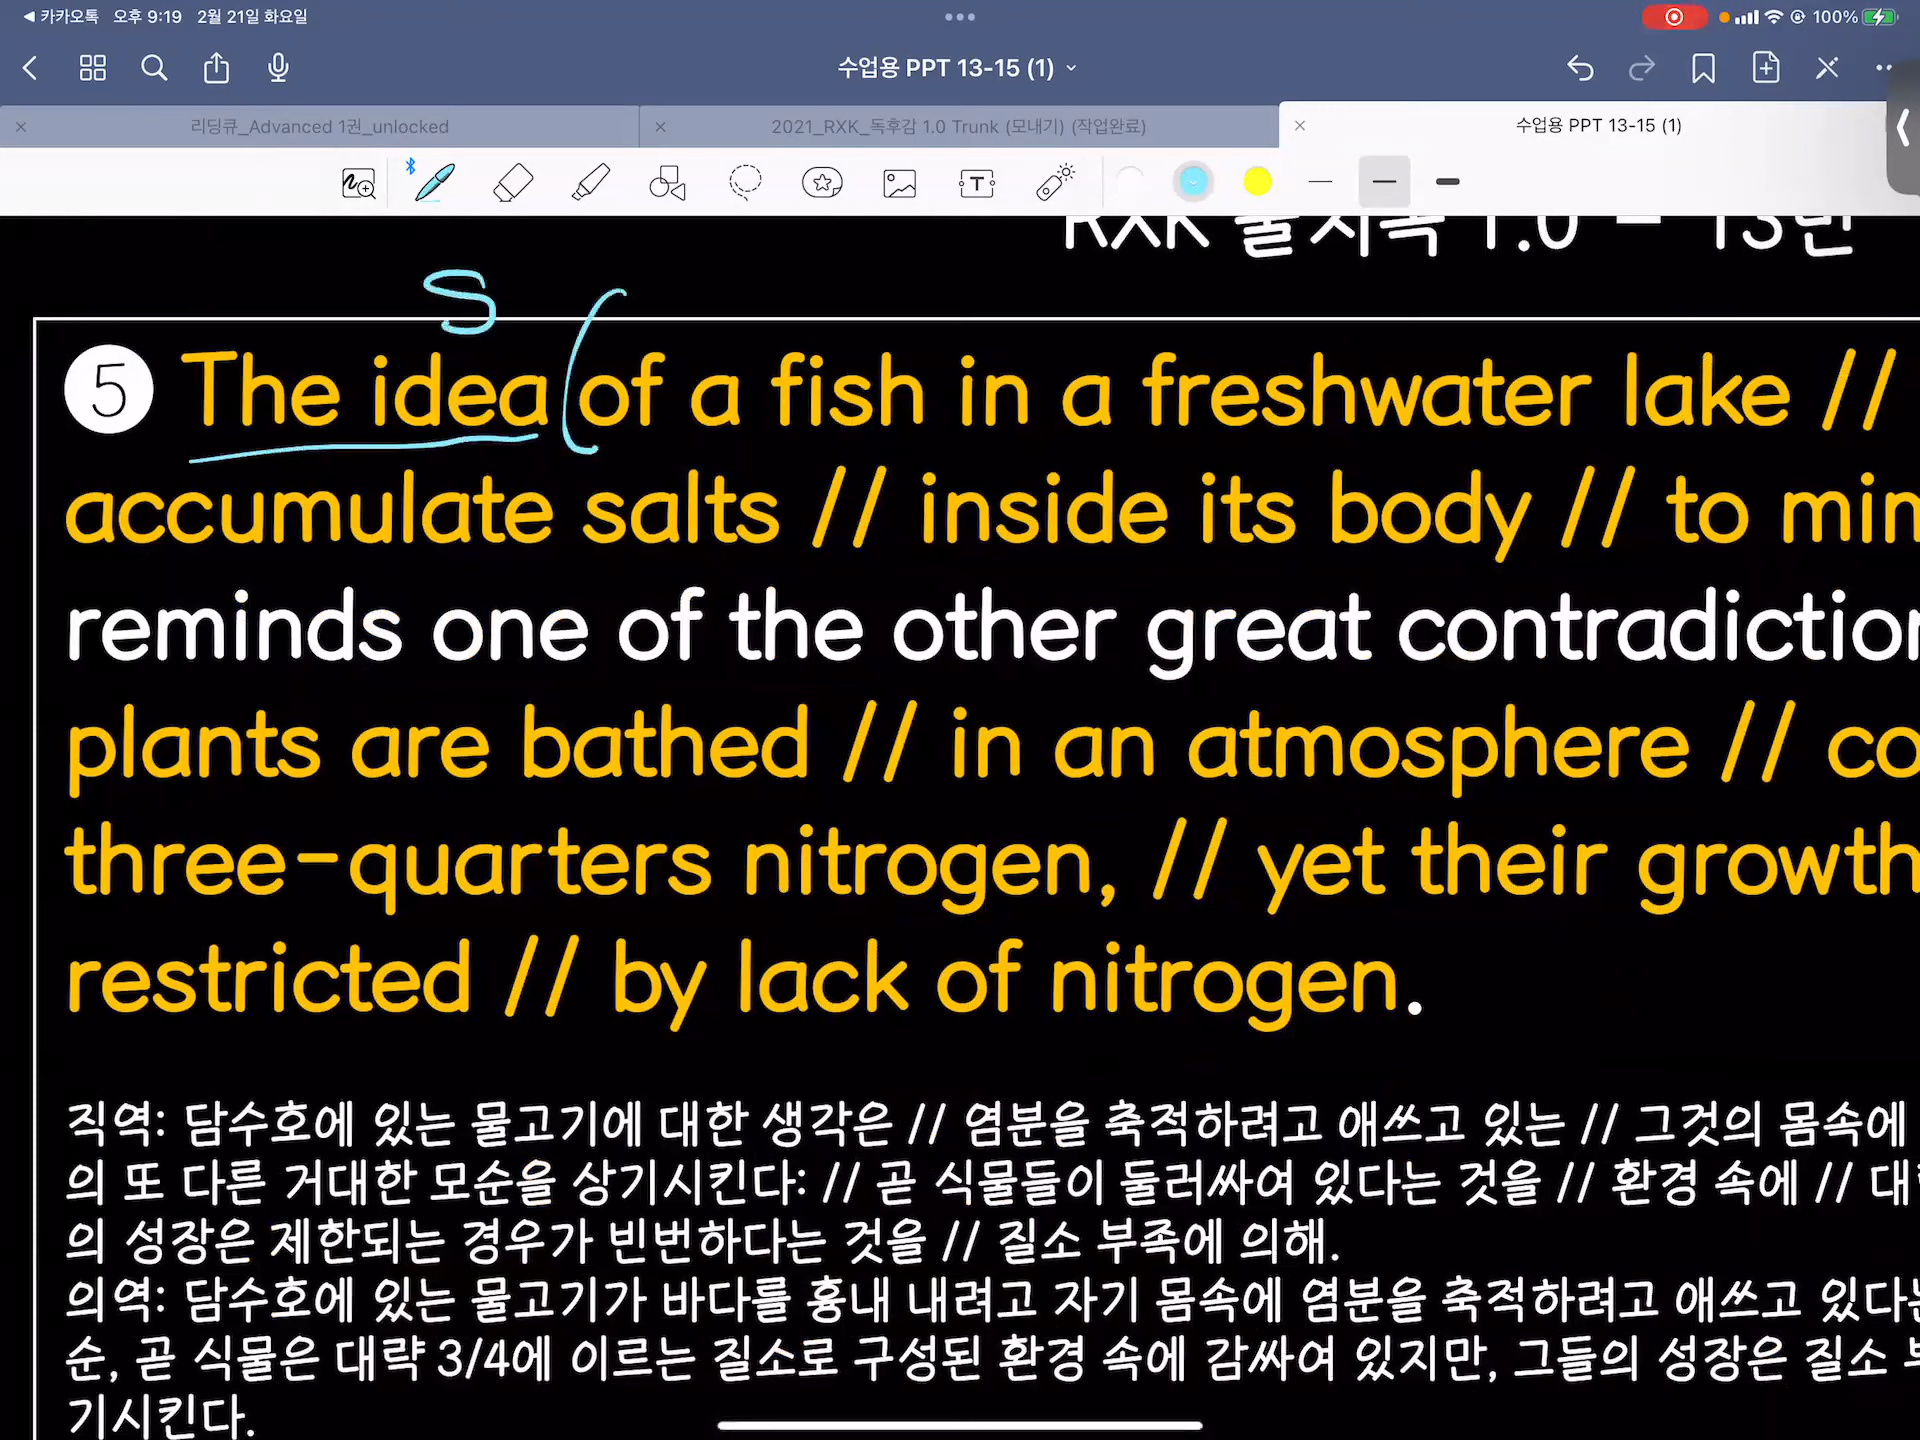 ◀ 카카오톡 오후 9:19 2월 21일 화요일
100%
수업용 PPT 13-15 (1)
리딩큐_Advanced 1권_unlocked
2021_RXK_독후감 1.0 Trunk (모내기) (작업완료)
수업용 PPT 13-15 (1)
RXK 1.0 - 13번
S (
5 The idea of a fish in a freshwater lake //
accumulate salts // inside its body // to
reminds one of the other great
plants are bathed // in an atmosphere //
three-quarters nitrogen, // yet their growth
restricted // by lack of nitrogen.
직역: 담수호에 있는 물고기에 대한 생각은 // 염분을 축적하려고 애쓰고 있는 // 그것의 몸속에
의 또 다른 거대한 모순을 상기시킨다: // 곧 식물들이 둘러싸여 있다는 것을 // 환경 속에 //
의 성장은 제한되는 경우가 빈번하다는 것을 // 질소 부족에 의해.
의역: 담수호에 있는 물고기가 바다를 흉내 내려고 자기 몸속에 염분을 축적하려고 애쓰고
순, 곧 식물은 대략 3/4에 이르는 질소로 구성된 환경 속에 감싸여 있지만, 그들의 성장은 질소
기시킨다.